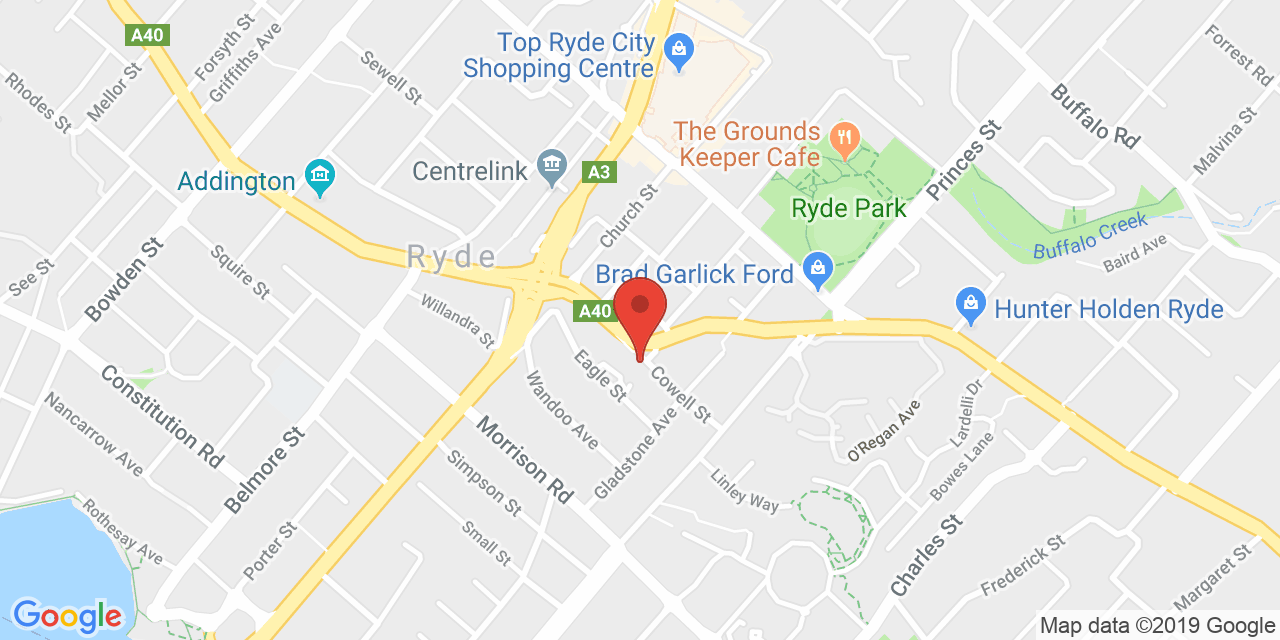 A40
Forsyth St
Griffiths Ave
Mellor St
Rhodes St
Sewell St
Top Ryde City
Shopping Centre
Forrest Rd
Buffalo Rd
Malvina St
The Grounds
Keeper Cafe
Princes St
Centrelink
A3
Addington
Church St
Ryde Park
Buffalo Creek
Baird Ave
Ryde
Bowden St
See St
Squire St
Brad Garlick Ford
Willandra St
A40
Hunter Holden Ryde
Eagle St
Cowell St
Wandoo Ave
Constitution Rd
Nancarrow Ave
Gladstone Ave
Morrison Rd
O'Regan Ave
Lardelli Dr
Bowes Lane
Belmore St
Simpson St
Linley Way
Rothesay Ave
Porter St
Small St
Charles St
Frederick St
Margaret St
Google
Map data ©2019 Google